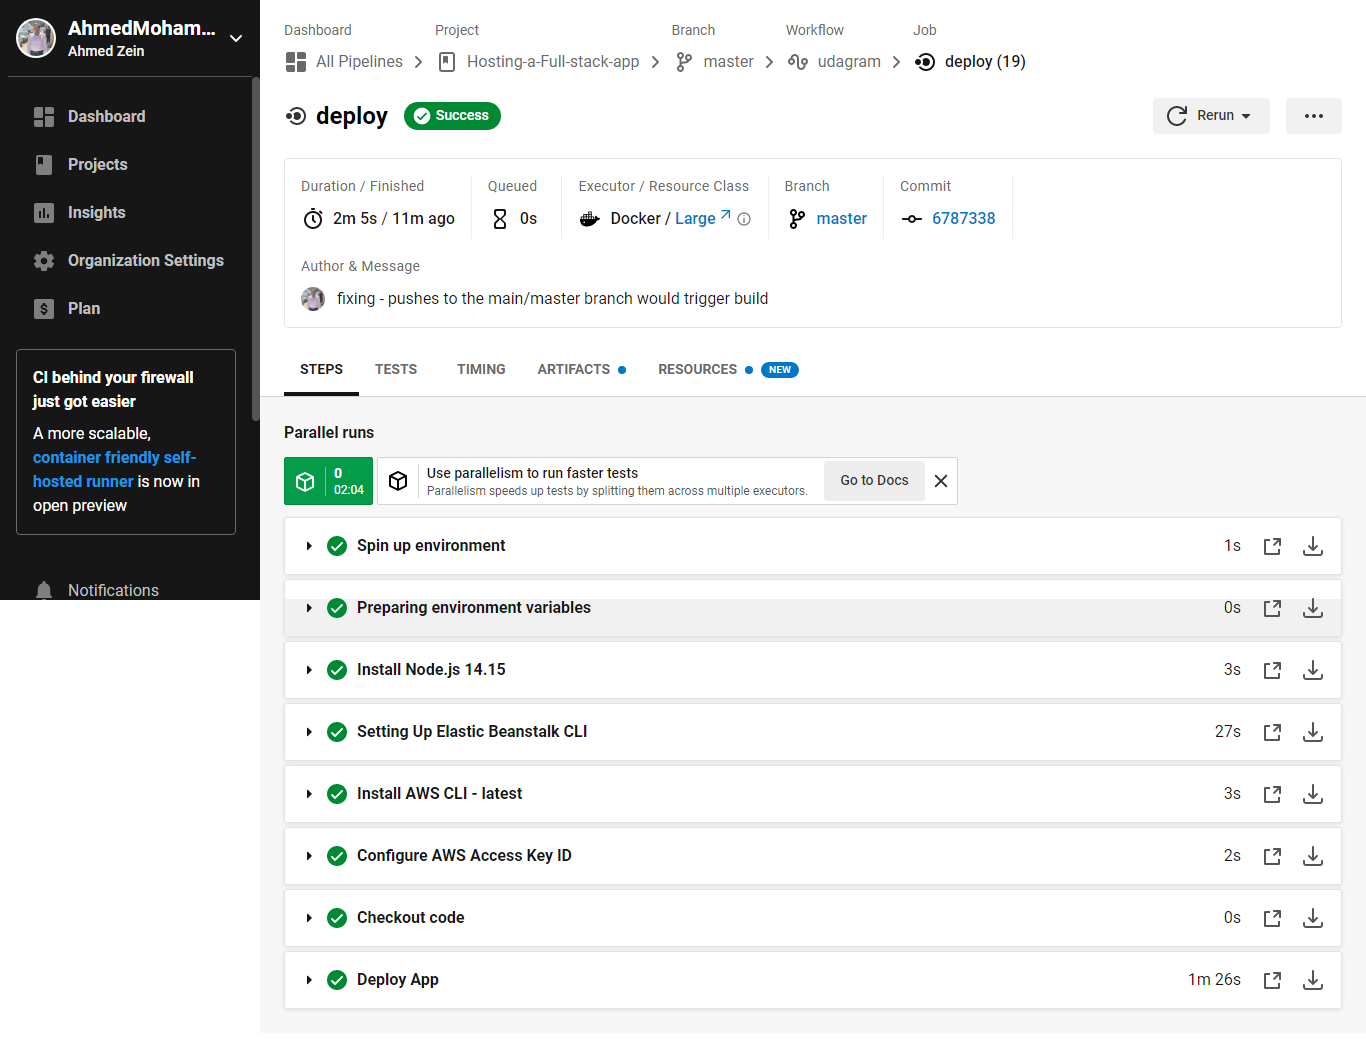 AhmedMoham...
Ahmed Zein
Dashboard
Projects
Insights
Organization Settings
Plan
CI behind your firewall
just got easier
A more scalable,
container friendly self-
hosted runner is now in
open preview
Notifications
Dashboard
Project
Branch
Workflow
Job
All Pipelines
Hosting-a-Full-stack-app
master
udagram
deploy (19)
deploy
Success
Rerun
Duration / Finished
2m 5s / 11m ago
Queued
0s
Executor / Resource Class
Docker / Large
Branch
master
Commit
6787338
Author & Message
fixing - pushes to the main/master branch would trigger build
STEPS
TESTS
TIMING
ARTIFACTS
RESOURCES
NEW
Parallel runs
0
02:04
Use parallelism to run faster tests
Parallelism speeds up tests by splitting them across multiple executors.
Go to Docs
Spin up environment 1s
Preparing environment variables 0s
Install Node.js 14.15 3s
Setting Up Elastic Beanstalk CLI 27s
Install AWS CLI - latest 3s
Configure AWS Access Key ID 2s
Checkout code 0s
Deploy App 1m 26s